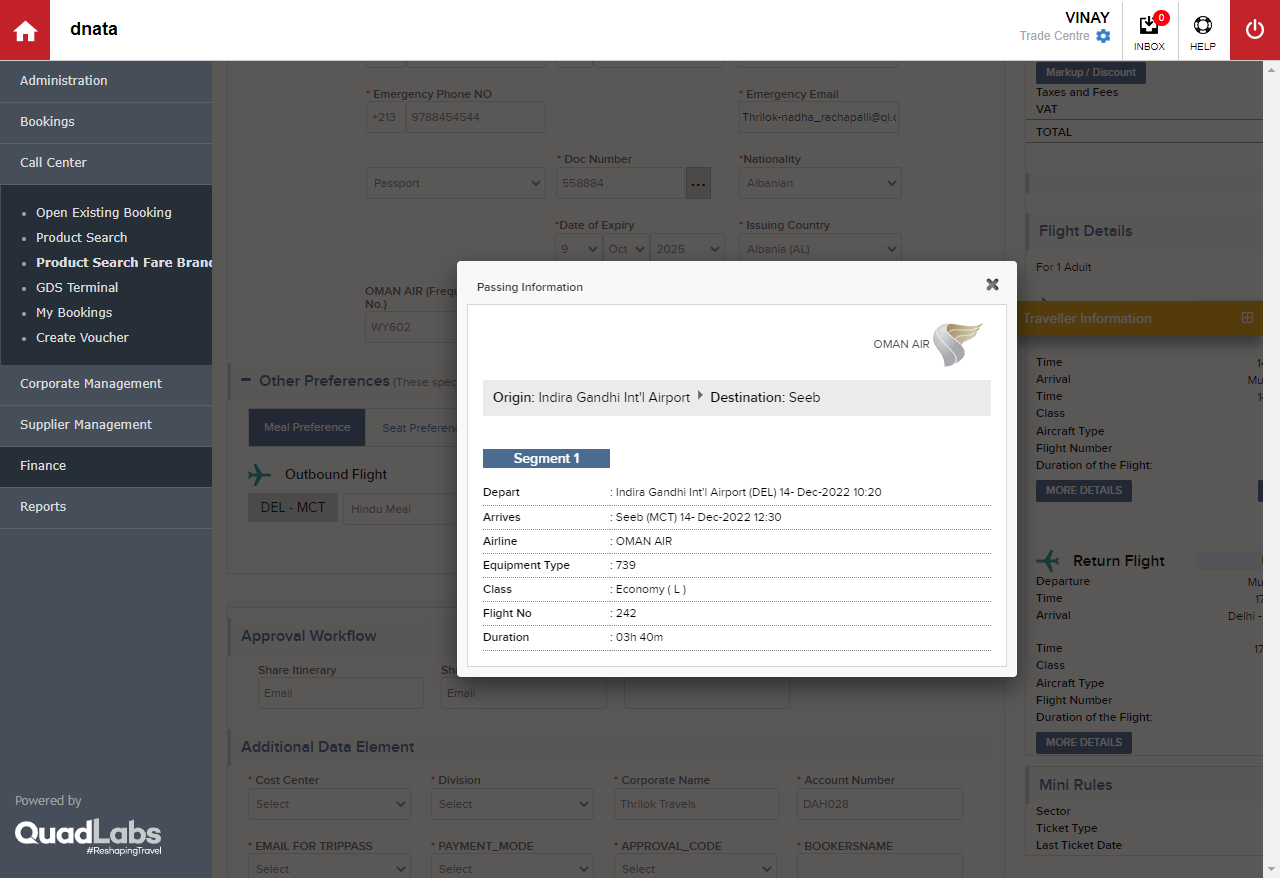 dnata
VINAY
Trade Centre
0
INBOX
HELP
Administration
Bookings
Call Center
Open Existing Booking
Product Search
Product Search Fare Bran
GDS Terminal
My Bookings
Create Voucher
Corporate Management
Supplier Management
Finance
Reports
Powered by
QuadLabs
#ReshapingTravel
* Emergency Phone NO
* Emergency Email
+213
9788454544
Thrilok-nadha_rachapalli@ql.c
* Doc Number
*Nationality
Passport
558884
...
Albanian
*Date of Expiry
* Issuing Country
9
Oct
2025
Albania (AL)
OMAN AIR (Frequ
No.)
WY602
Other Preferences (These spec
Meal Preference
Seat Preferenc
Outbound Flight
DEL - MCT
Hindu Meal
Approval Workflow
Share Itinerary
Sh
Email
Email
Additional Data Element
* Cost Center
* Division
* Corporate Name
* Account Number
Select
Select
Thrilok Travels
DAH028
* EMAIL FOR TRIPPASS
* PAYMENT_MODE
* APPROVAL_CODE
* BOOKERSNAME
Select
Select
Select
Passing Information
OMAN AIR
Origin: Indira Gandhi Int'l Airport Destination: Seeb
Segment 1
Depart : Indira Gandhi Int'l Airport (DEL) 14- Dec-2022 10:20
Arrives : Seeb (MCT) 14- Dec-2022 12:30
Airline : OMAN AIR
Equipment Type : 739
Class : Economy ( L )
Flight No : 242
Duration : 03h 40m
Markup / Discount
Taxes and Fees
VAT
TOTAL
Flight Details
For 1 Adult
Traveller Information
Time 14
Arrival Mu
Time 14
Class
Aircraft Type
Flight Number
Duration of the Flight:
MORE DETAILS
Return Flight
Departure Mu
Time 17
Arrival Delhi -
Time 17
Class
Aircraft Type
Flight Number
Duration of the Flight:
MORE DETAILS
Mini Rules
Sector
Ticket Type
Last Ticket Date